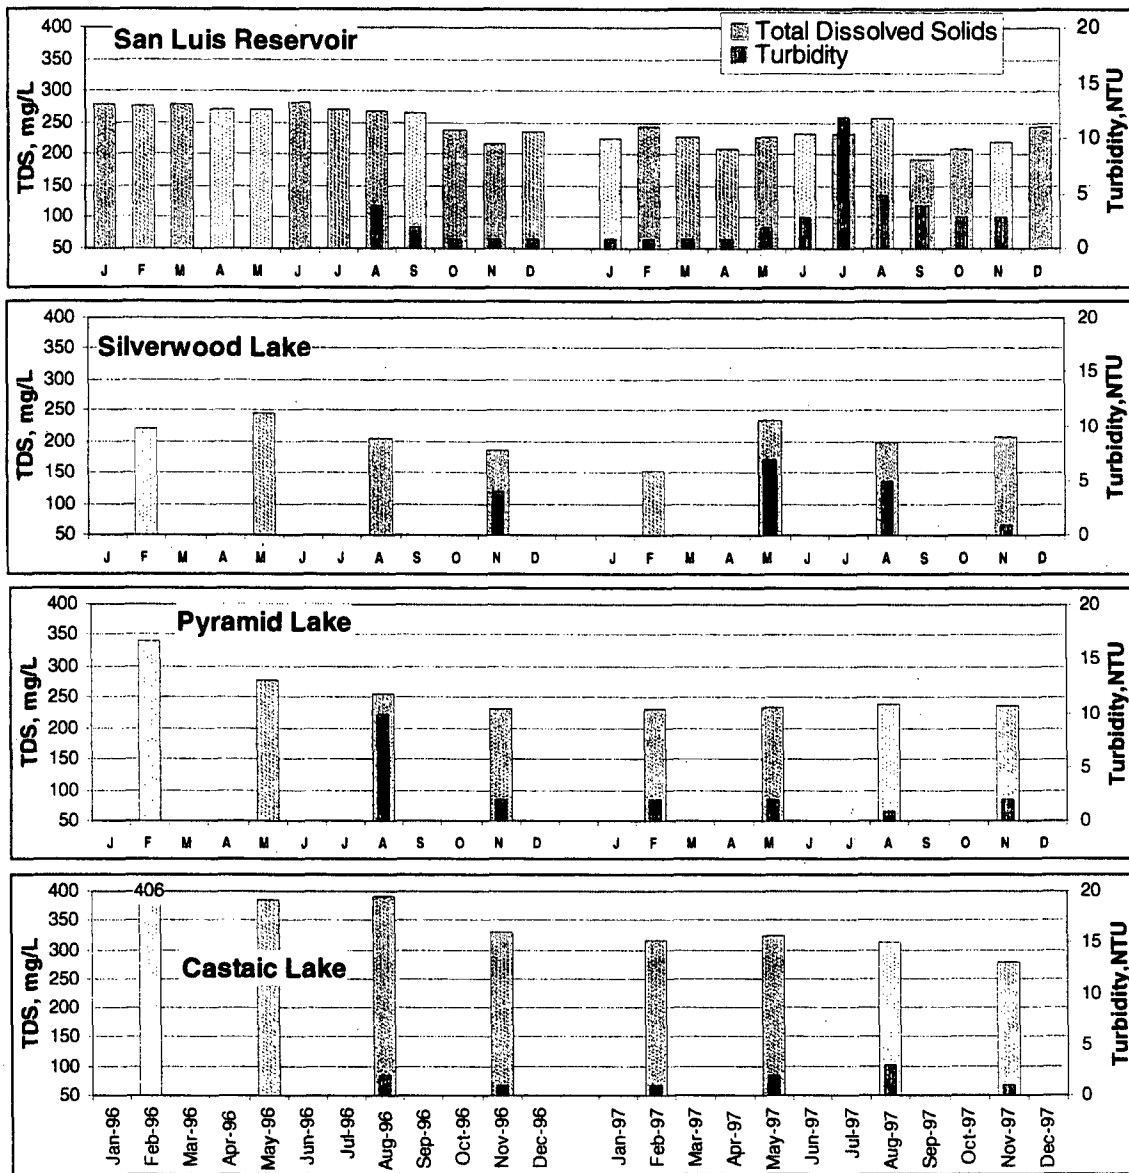 San Luis Reservoir
Total Dissolved Solids
Turbidity
TDS, mg/L
400
350
300
250
200
150
100
50
20
15
10
5
0
Turbidity,NTU
J F M A M J J A S O N D J F M A M J J A S O N D
Silverwood Lake
TDS, mg/L
400
350
300
250
200
150
100
50
20
15
10
5
0
Turbidity,NTU
J F M A M J J A S O N D J F M A M J J A S O N D
Pyramid Lake
TDS, mg/L
400
350
300
250
200
150
100
50
20
15
10
5
0
Turbidity,NTU
J F M A M J J A S O N D J F M A M J J A S O N D
406
Castaic Lake
TDS, mg/L
400
350
300
250
200
150
100
50
20
15
10
5
0
Turbidity,NTU
Jan-96 Feb-96 Mar-96 Apr-96 May-96 Jun-96 Jul-96 Aug-96 Sep-96 Oct-96 Nov-96 Dec-96 Jan-97 Feb-97 Mar-97 Apr-97 May-97 Jun-97 Jul-97 Aug-97 Sep-97 Oct-97 Nov-97 Dec-97